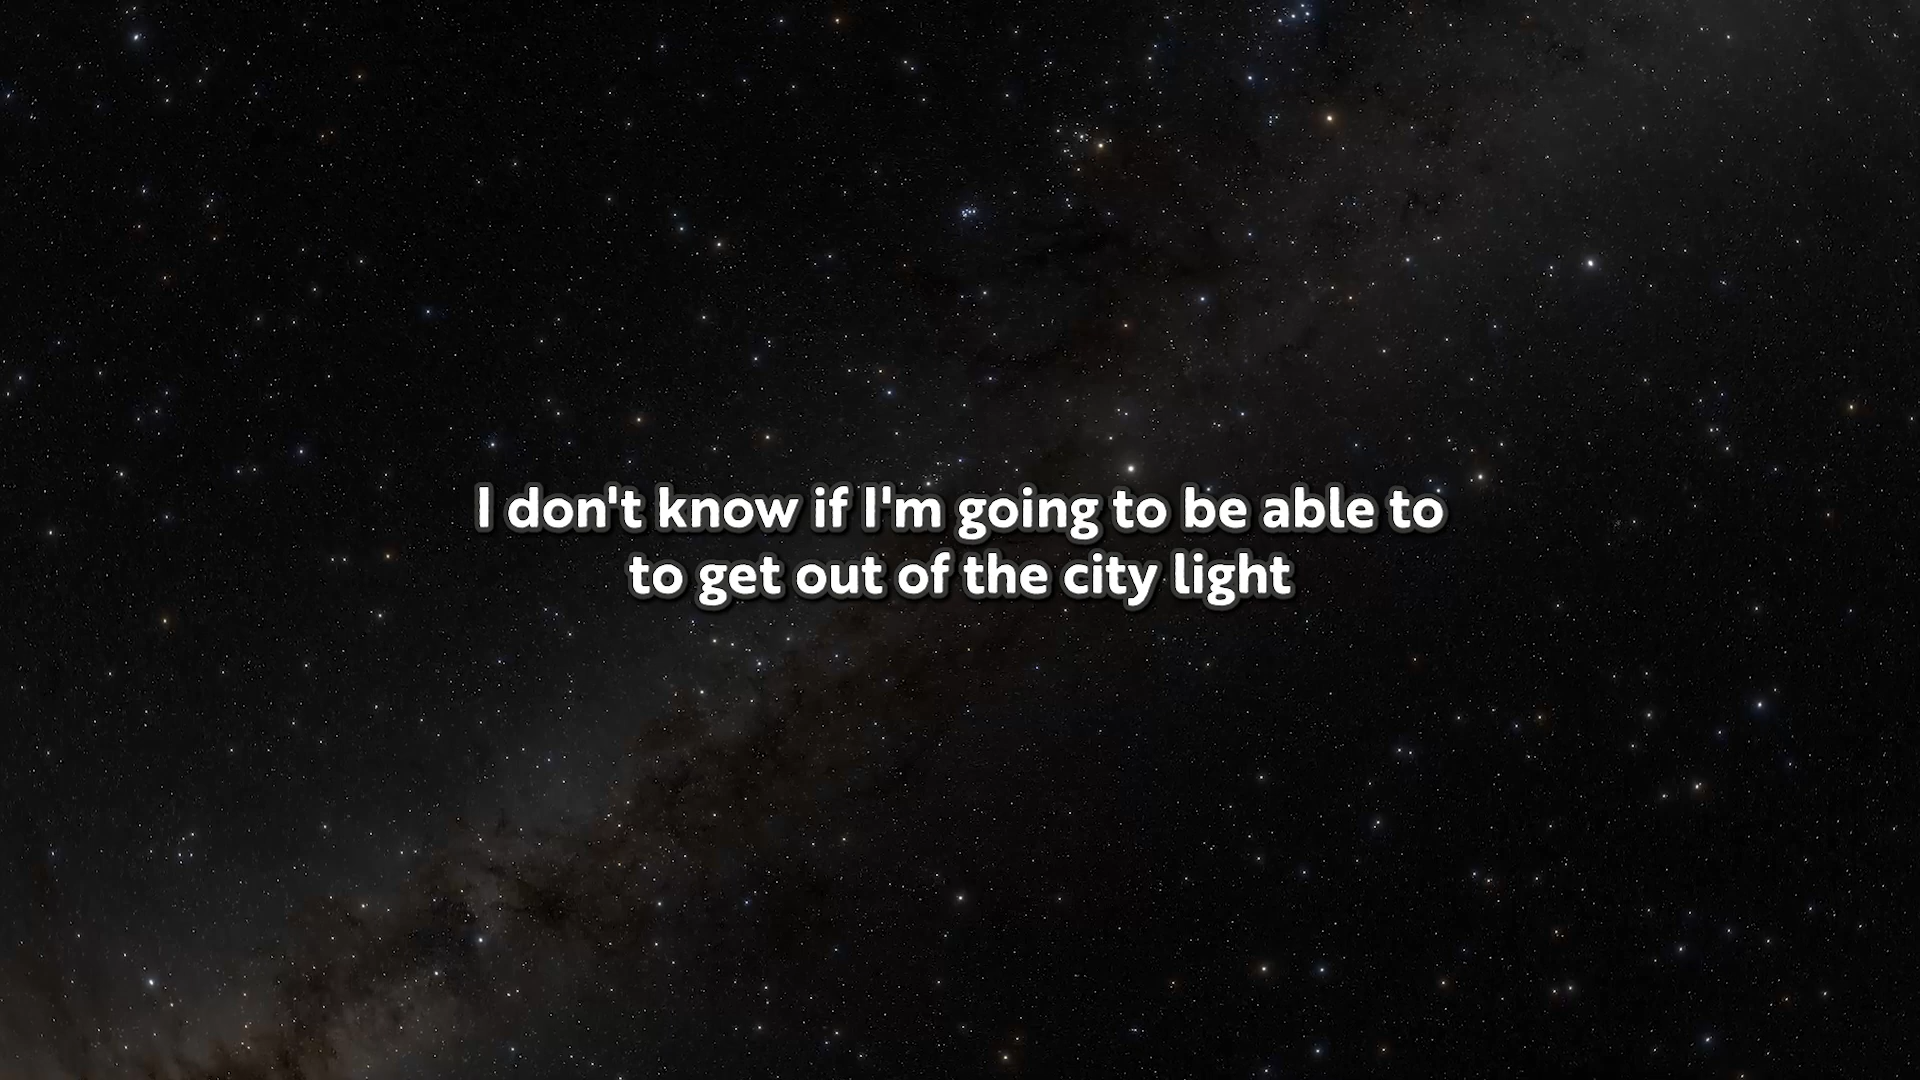 I don't know if I'm going to be able to
to get out of the city light